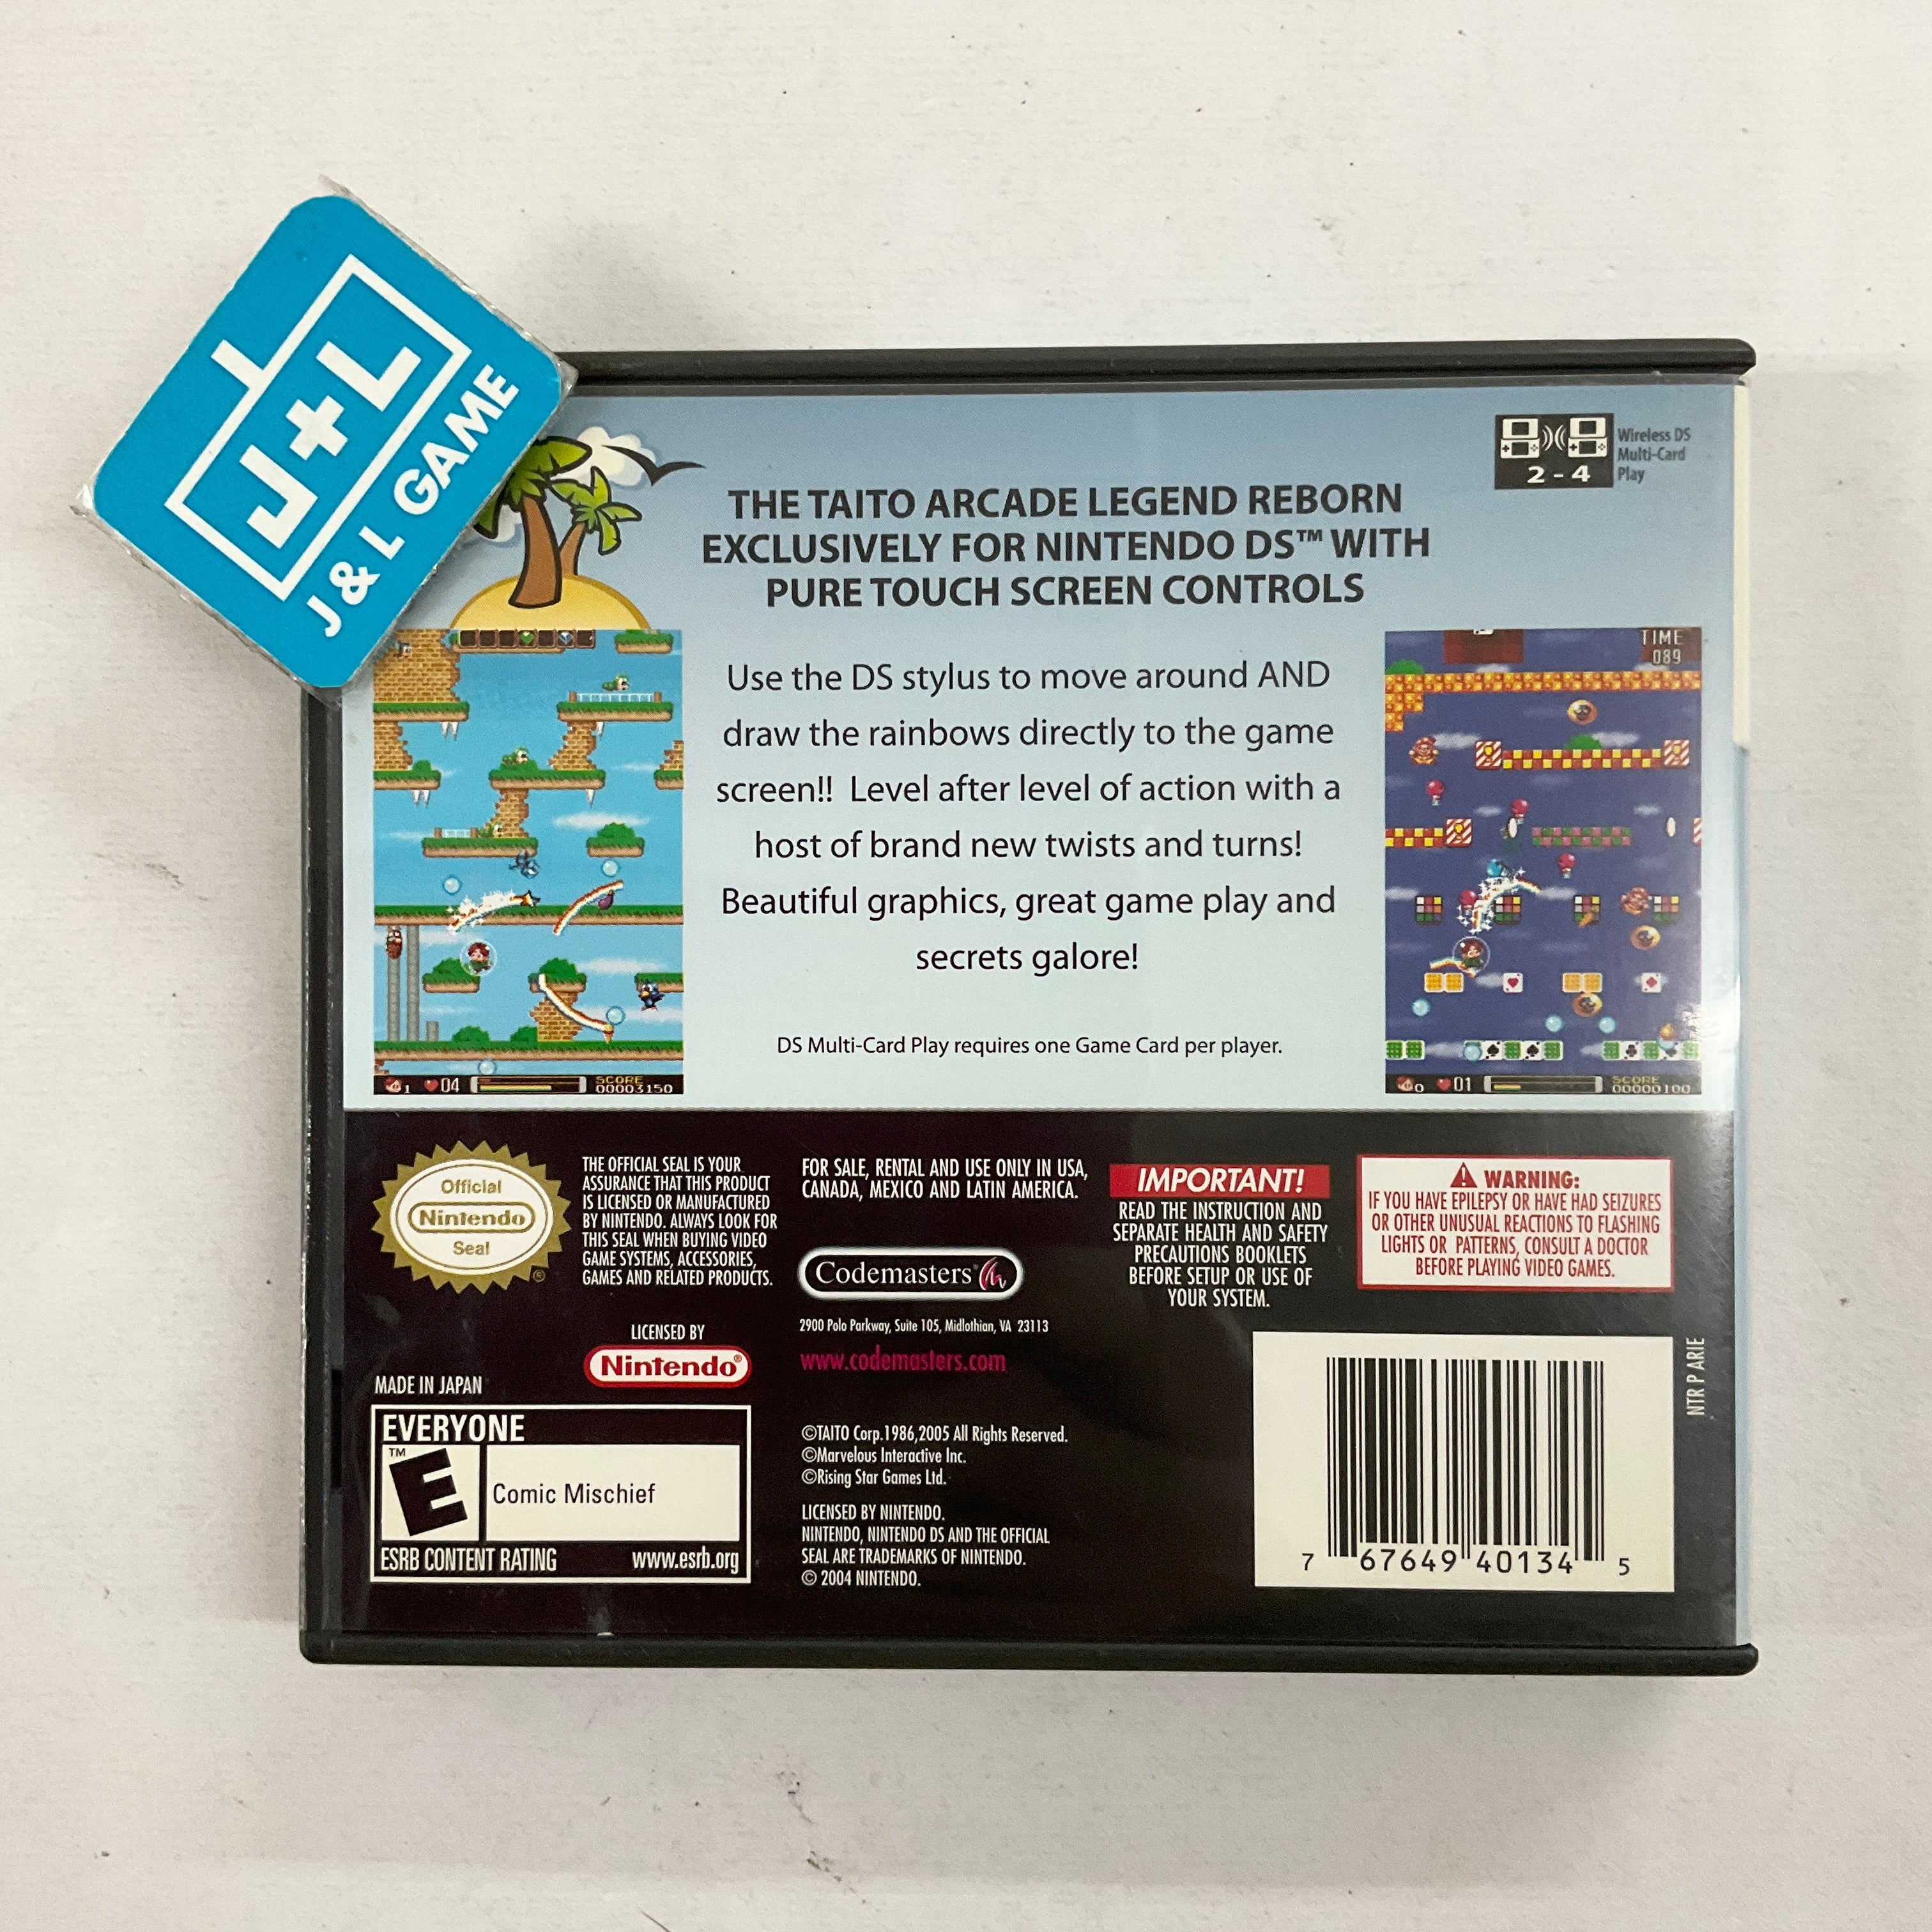 J+L
J & L GAME
Wireless DS
Multi-Card
Play
2 - 4
THE TAITO ARCADE LEGEND REBORN
EXCLUSIVELY FOR NINTENDO DS™ WITH
PURE TOUCH SCREEN CONTROLS
Use the DS stylus to move around AND
draw the rainbows directly to the game
screen!! Level after level of action with a
host of brand new twists and turns!
Beautiful graphics, great game play and
secrets galore!
DS Multi-Card Play requires one Game Card per player.
1 04 SCORE
00003150
TIME
089
0 01 SCORE
00000100
Official
Nintendo
Seal
®
THE OFFICIAL SEAL IS YOUR
ASSURANCE THAT THIS PRODUCT
IS LICENSED OR MANUFACTURED
BY NINTENDO. ALWAYS LOOK FOR
THIS SEAL WHEN BUYING VIDEO
GAME SYSTEMS, ACCESSORIES,
GAMES AND RELATED PRODUCTS.
LICENSED BY
Nintendo®
MADE IN JAPAN
EVERYONE
™
E
Comic Mischief
ESRB CONTENT RATING www.esrb.org
FOR SALE, RENTAL AND USE ONLY IN USA,
CANADA, MEXICO AND LATIN AMERICA.
Codemasters®
2900 Polo Parkway, Suite 105, Midlothian, VA 23113
www.codemasters.com
©TAITO Corp.1986,2005 All Rights Reserved.
©Marvelous Interactive Inc.
©Rising Star Games Ltd.
LICENSED BY NINTENDO.
NINTENDO, NINTENDO DS AND THE OFFICIAL
SEAL ARE TRADEMARKS OF NINTENDO.
© 2004 NINTENDO.
IMPORTANT!
READ THE INSTRUCTION AND
SEPARATE HEALTH AND SAFETY
PRECAUTIONS BOOKLETS
BEFORE SETUP OR USE OF
YOUR SYSTEM.
WARNING:
IF YOU HAVE EPILEPSY OR HAVE HAD SEIZURES
OR OTHER UNUSUAL REACTIONS TO FLASHING
LIGHTS OR PATTERNS, CONSULT A DOCTOR
BEFORE PLAYING VIDEO GAMES.
NTR P ARIE
7 67649 40134 5